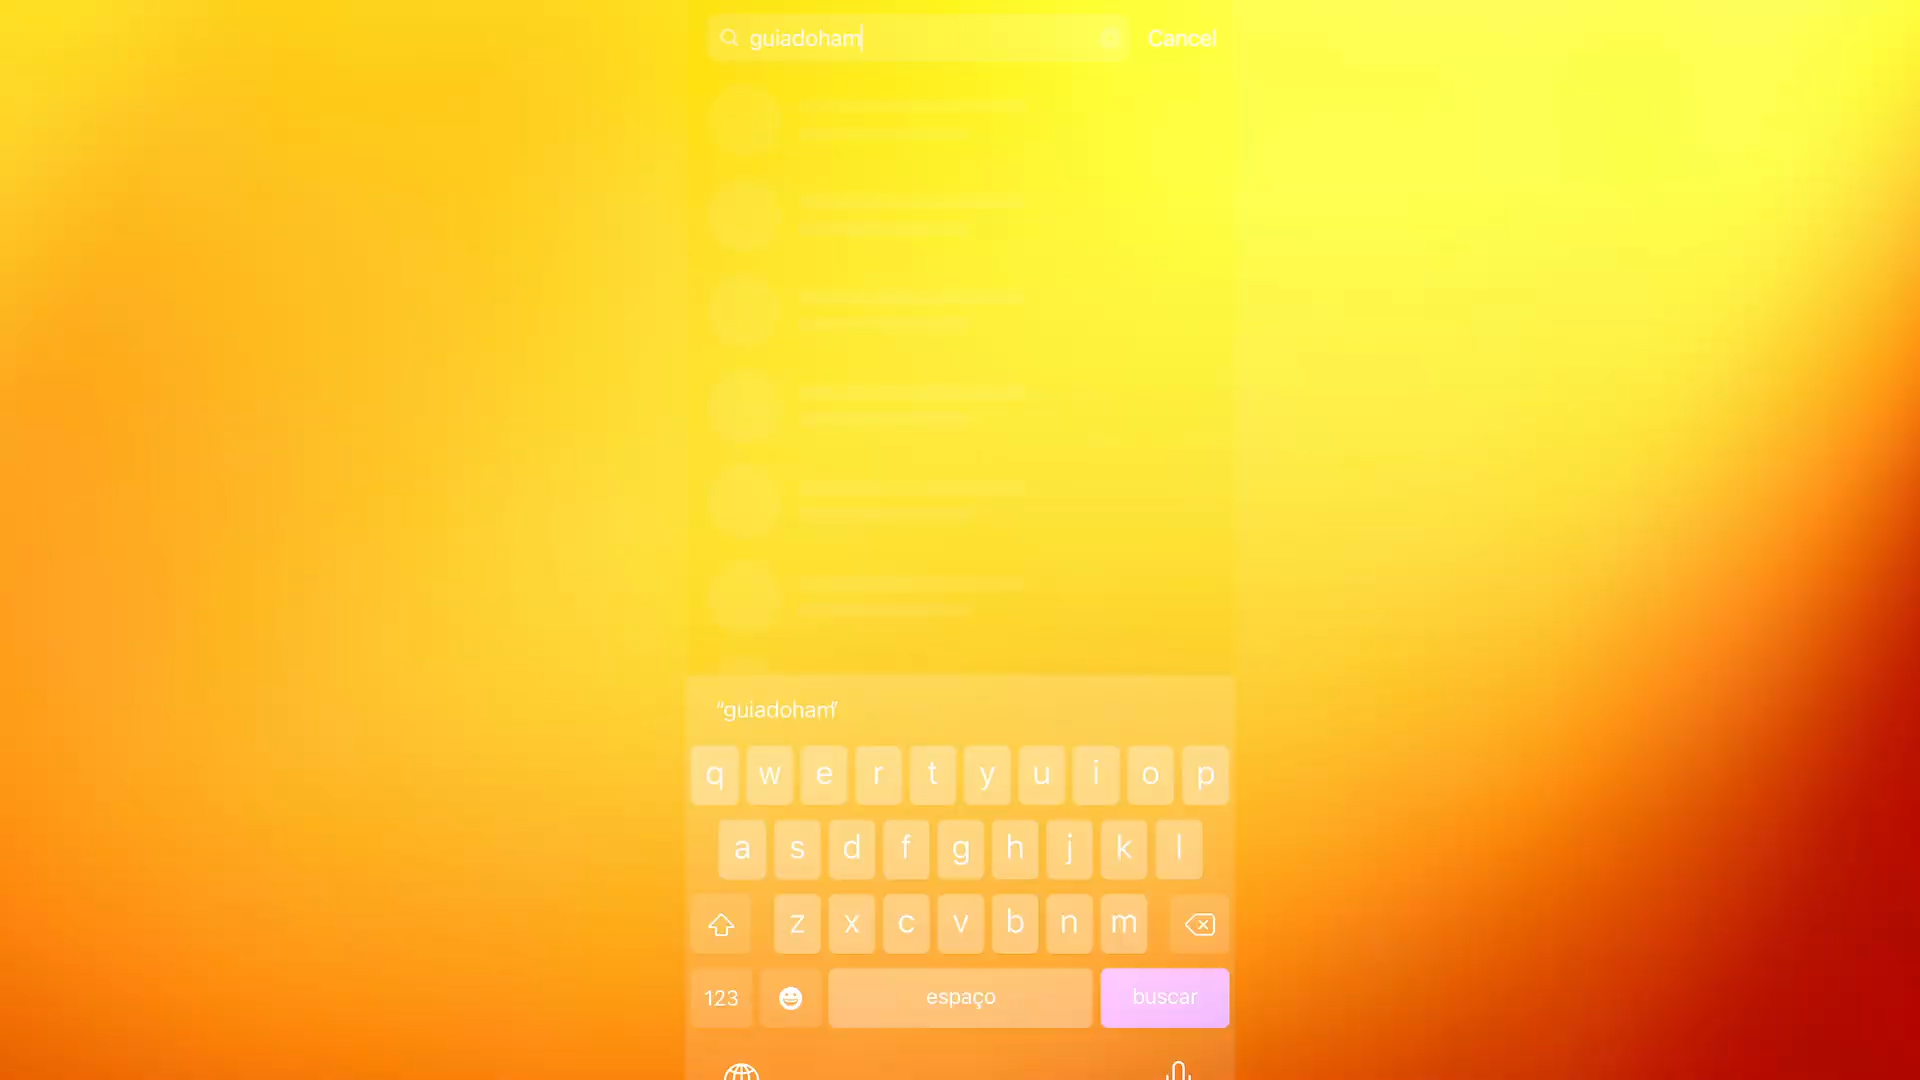 guiadoham
Cancel
"guiadoham"
q w e r t y u i o p
a s d f g h j k l
z x c v b n m
123
espaço
buscar